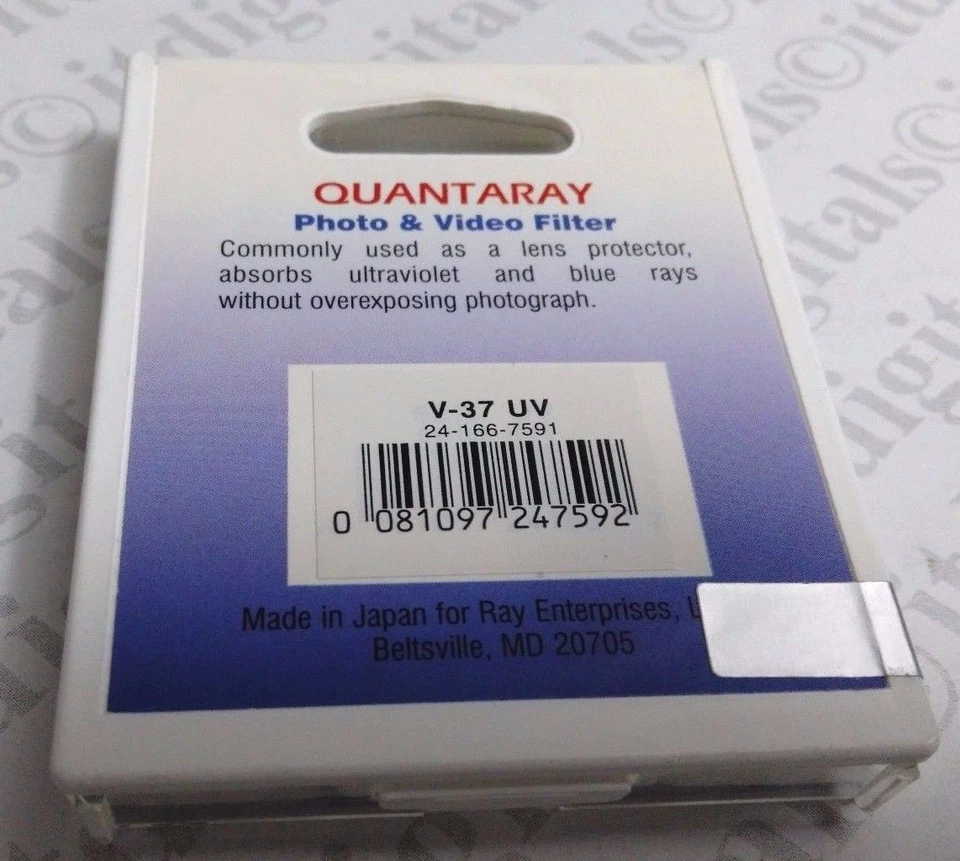 QUANTARAY
Photo & Video Filter
Commonly used as a lens protector,
absorbs ultraviolet and blue rays
without overexposing photograph.
V-37 UV
24-166-7591
0 081097 247592
Made in Japan for Ray Enterprises,
Beltsville, MD 20705